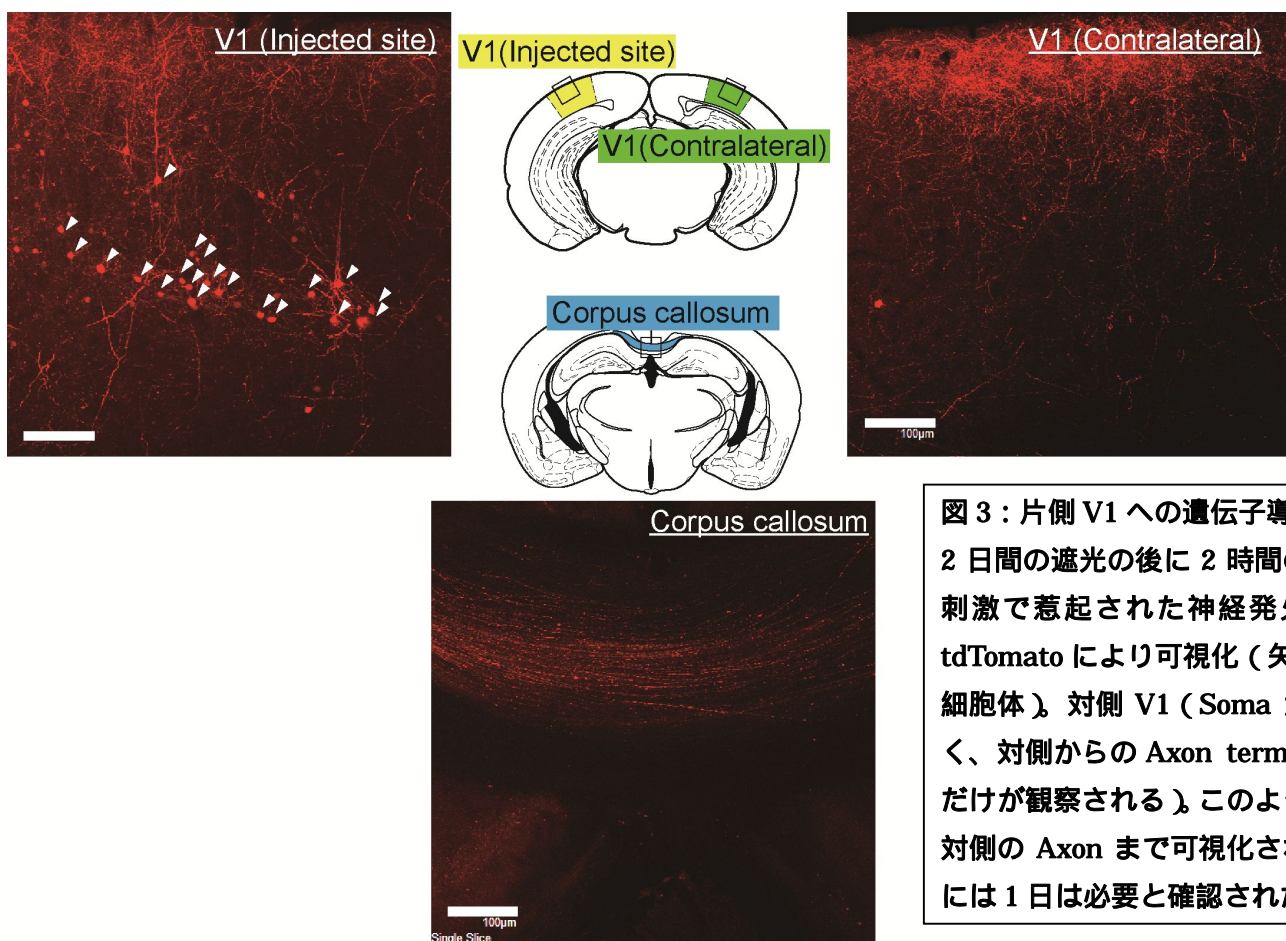 V1 (Injected site)
V1(Injected site)
V1(Contralateral)
V1 (Contralateral)
100μm
Corpus callosum
Corpus callosum
100μm
Single Slice
図 3：片側 V1 への遺伝子
2 日間の遮光の後に 2 時間
刺激で惹起された神経発
tdTomato により可視化（
細胞体）。対側 V1（Soma
く、対側からの Axon term
だけが観察される）。このよ
対側の Axon まで可視化さ
には 1 日は必要と確認された